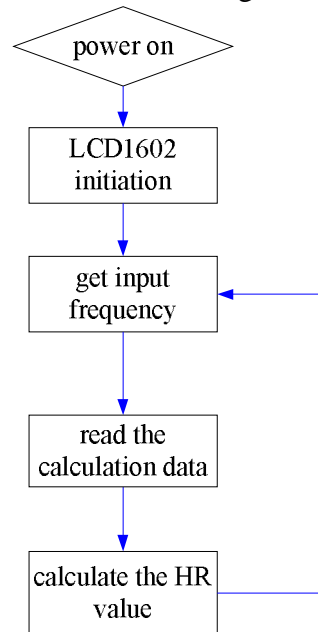 power on
LCD1602
initiation
get input
frequency
read the
calculation data
calculate the HR
value